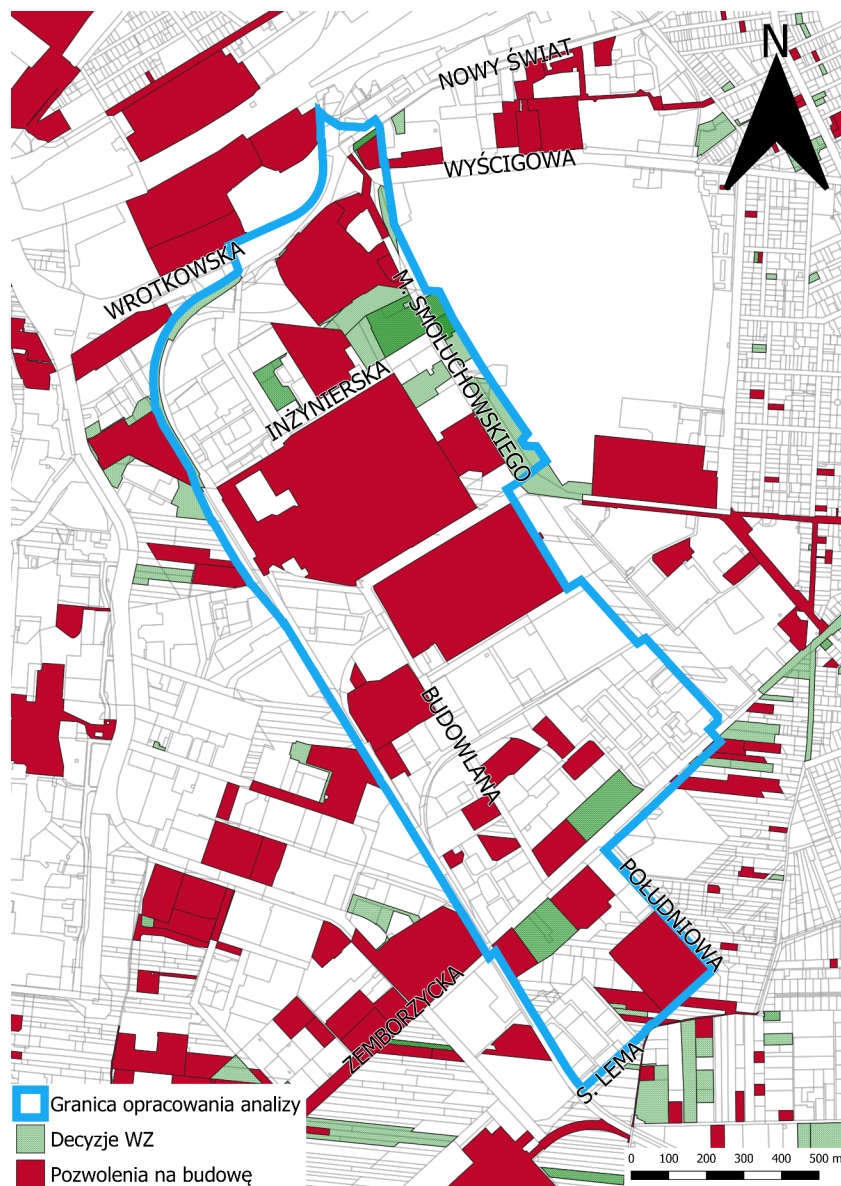 N
NOWY ŚWIAT
WYŚCIGOWA
WROTKOWSKA
M. SMOLUCHOWSKIEGO
INŻYNIERSKA
BUDOWLANA
POŁUDNIOWA
ZEMBORZYCKA
S. LEMA
Granica opracowania analizy
Decyzje WZ
Pozwolenia na budowę
0 100 200 300 400 500 m